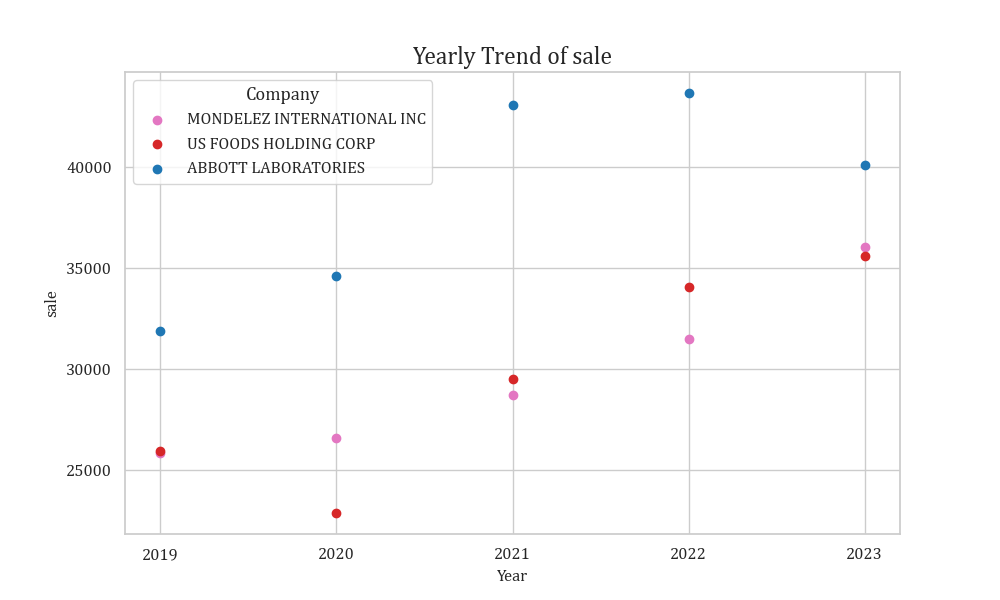 Yearly Trend of sale
Company
MONDELEZ INTERNATIONAL INC
US FOODS HOLDING CORP
ABBOTT LABORATORIES
40000
35000
30000
25000
sale
2019 2020 2021 2022 2023
Year